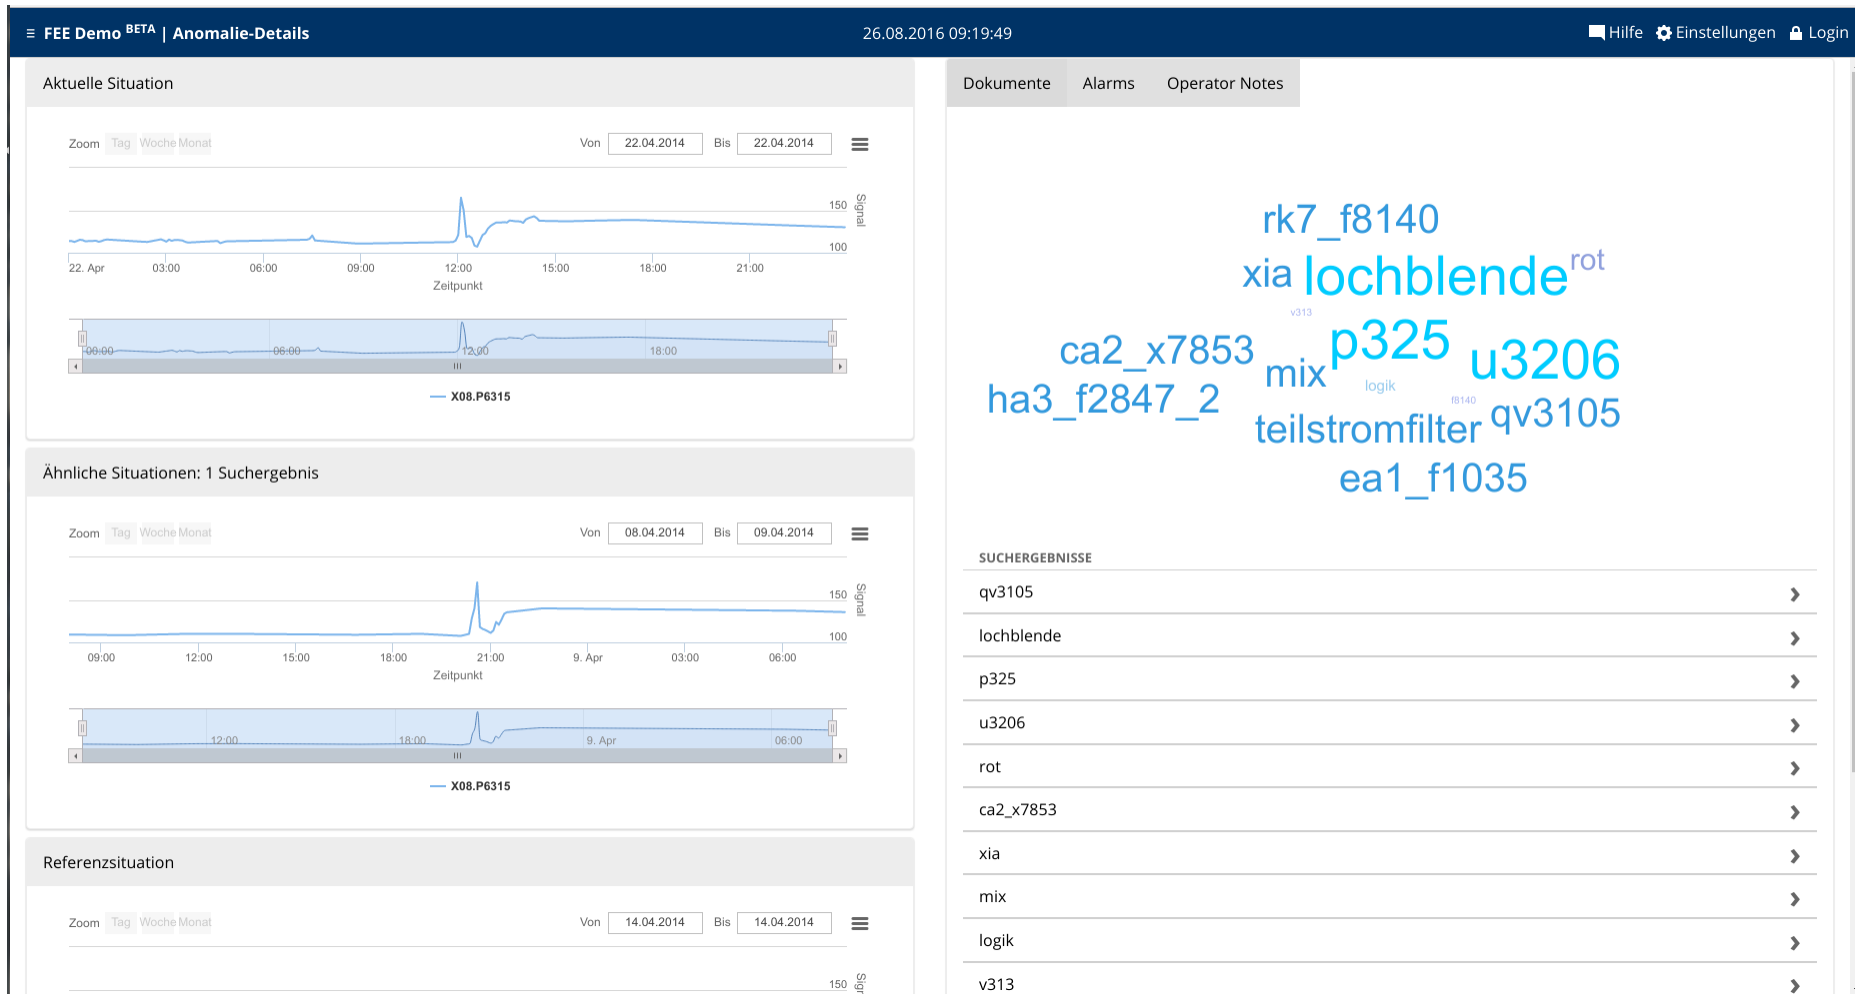 ≡ FEE Demo BETA | Anomalie-Details
26.08.2016 09:19:49
Hilfe Einstellungen Login
Aktuelle Situation
Zoom Tag Woche Monat
Von 22.04.2014 Bis 22.04.2014
150
100
Signal
22. Apr 03:00 06:00 09:00 12:00 15:00 18:00 21:00
Zeitpunkt
00:00 06:00 12:00 18:00
X08.P6315
Ähnliche Situationen: 1 Suchergebnis
Zoom Tag Woche Monat
Von 08.04.2014 Bis 09.04.2014
150
100
Signal
09:00 12:00 15:00 18:00 21:00 9. Apr 03:00 06:00
Zeitpunkt
12:00 18:00 9. Apr 06:00
X08.P6315
Referenzsituation
Zoom Tag Woche Monat
Von 14.04.2014 Bis 14.04.2014
150
Dokumente Alarms Operator Notes
rk7_f8140
xia lochblende rot
v313
ca2_x7853 mix p325 u3206
logik
ha3_f2847_2 f8140 qv3105
teilstromfilter
ea1_f1035
SUCHERGEBNISSE
qv3105
lochblende
p325
u3206
rot
ca2_x7853
xia
mix
logik
v313